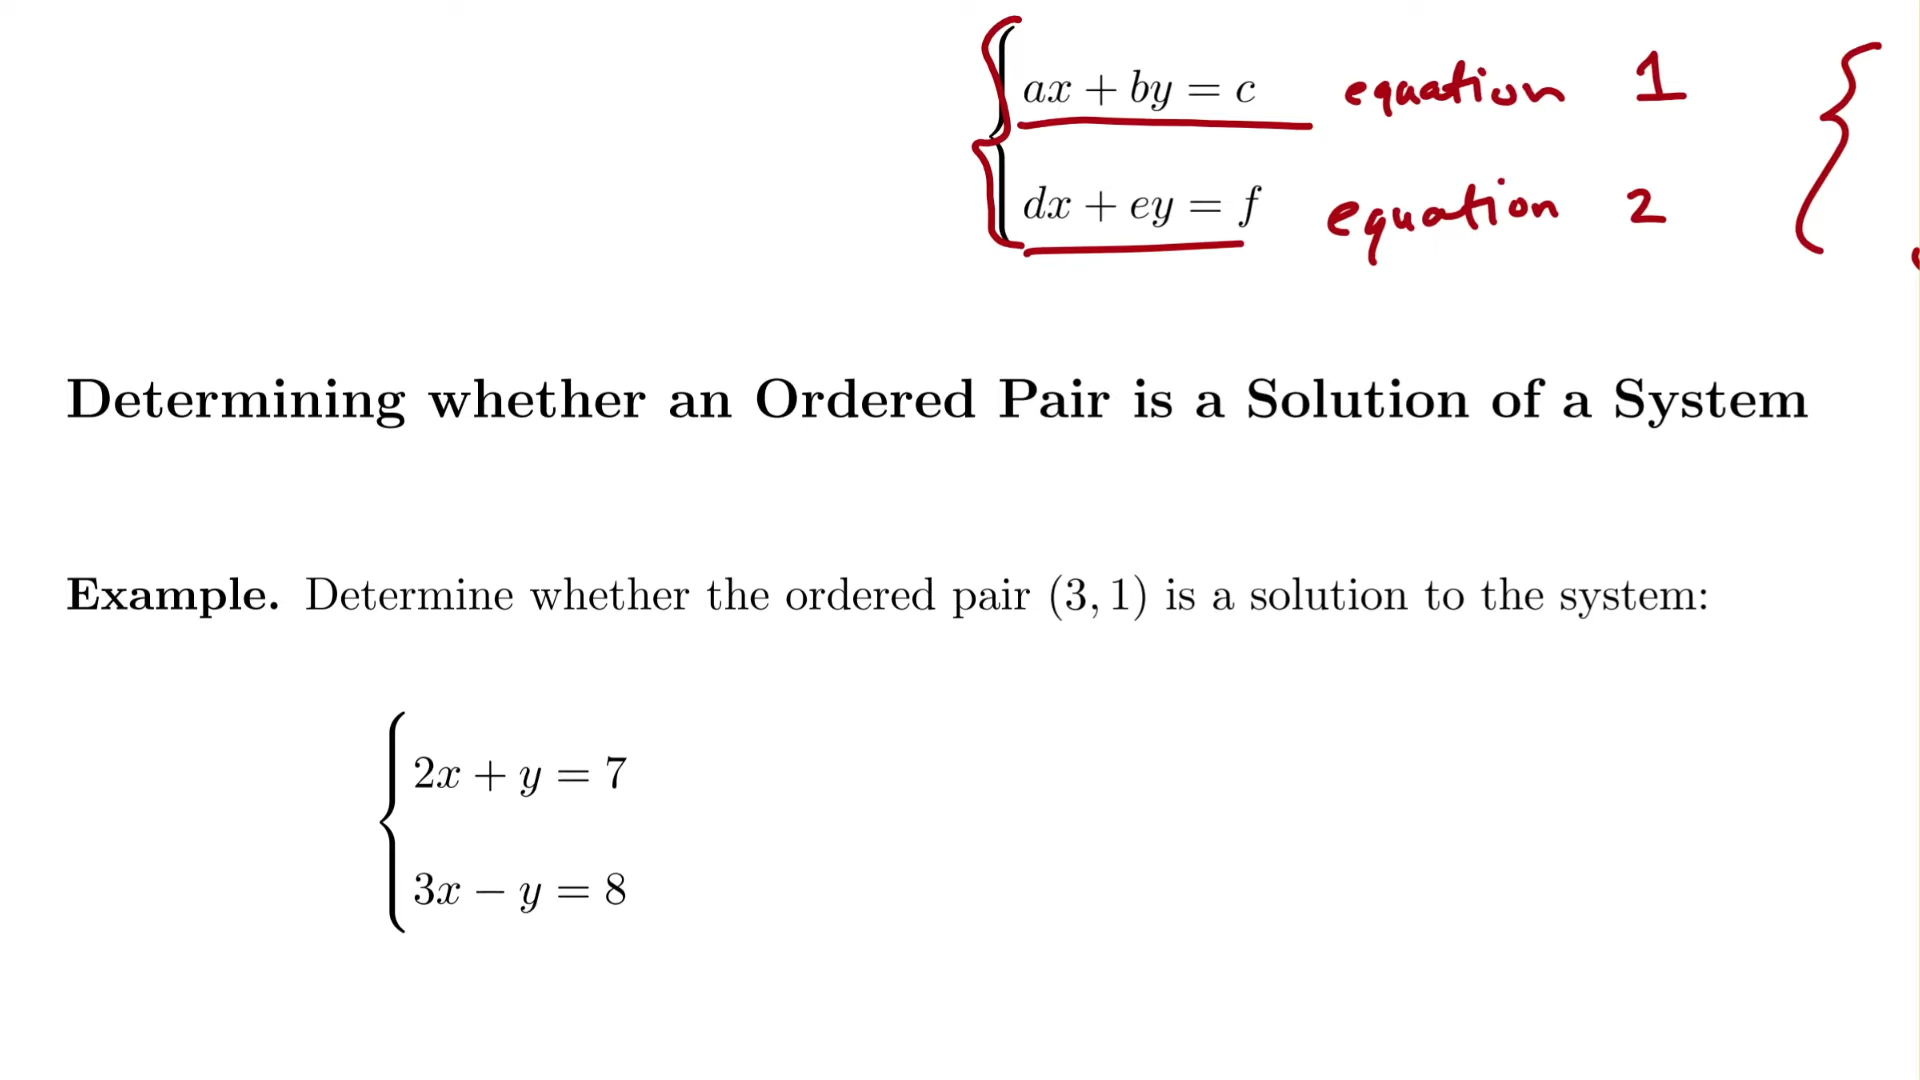 ax + by = c equation 1
dx + ey = f equation 2
Determining whether an Ordered Pair is a Solution of a System
Example. Determine whether the ordered pair (3, 1) is a solution to the system:
2x + y = 7
3x − y = 8